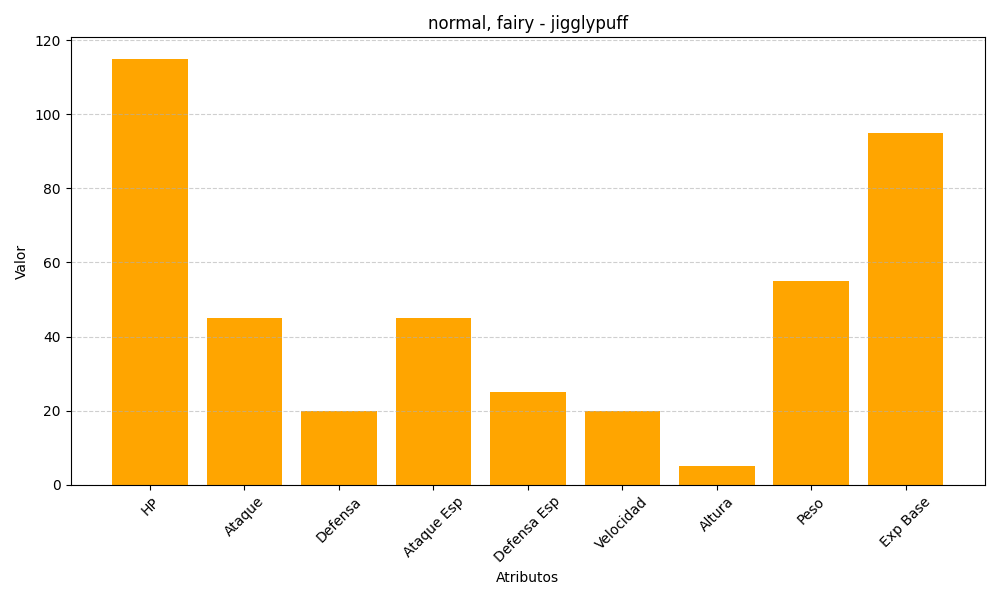 normal, fairy - jigglypuff
Valor
120
100
80
60
40
20
0
HP
Ataque
Defensa
Ataque Esp
Defensa Esp
Velocidad
Altura
Peso
Exp Base
Atributos